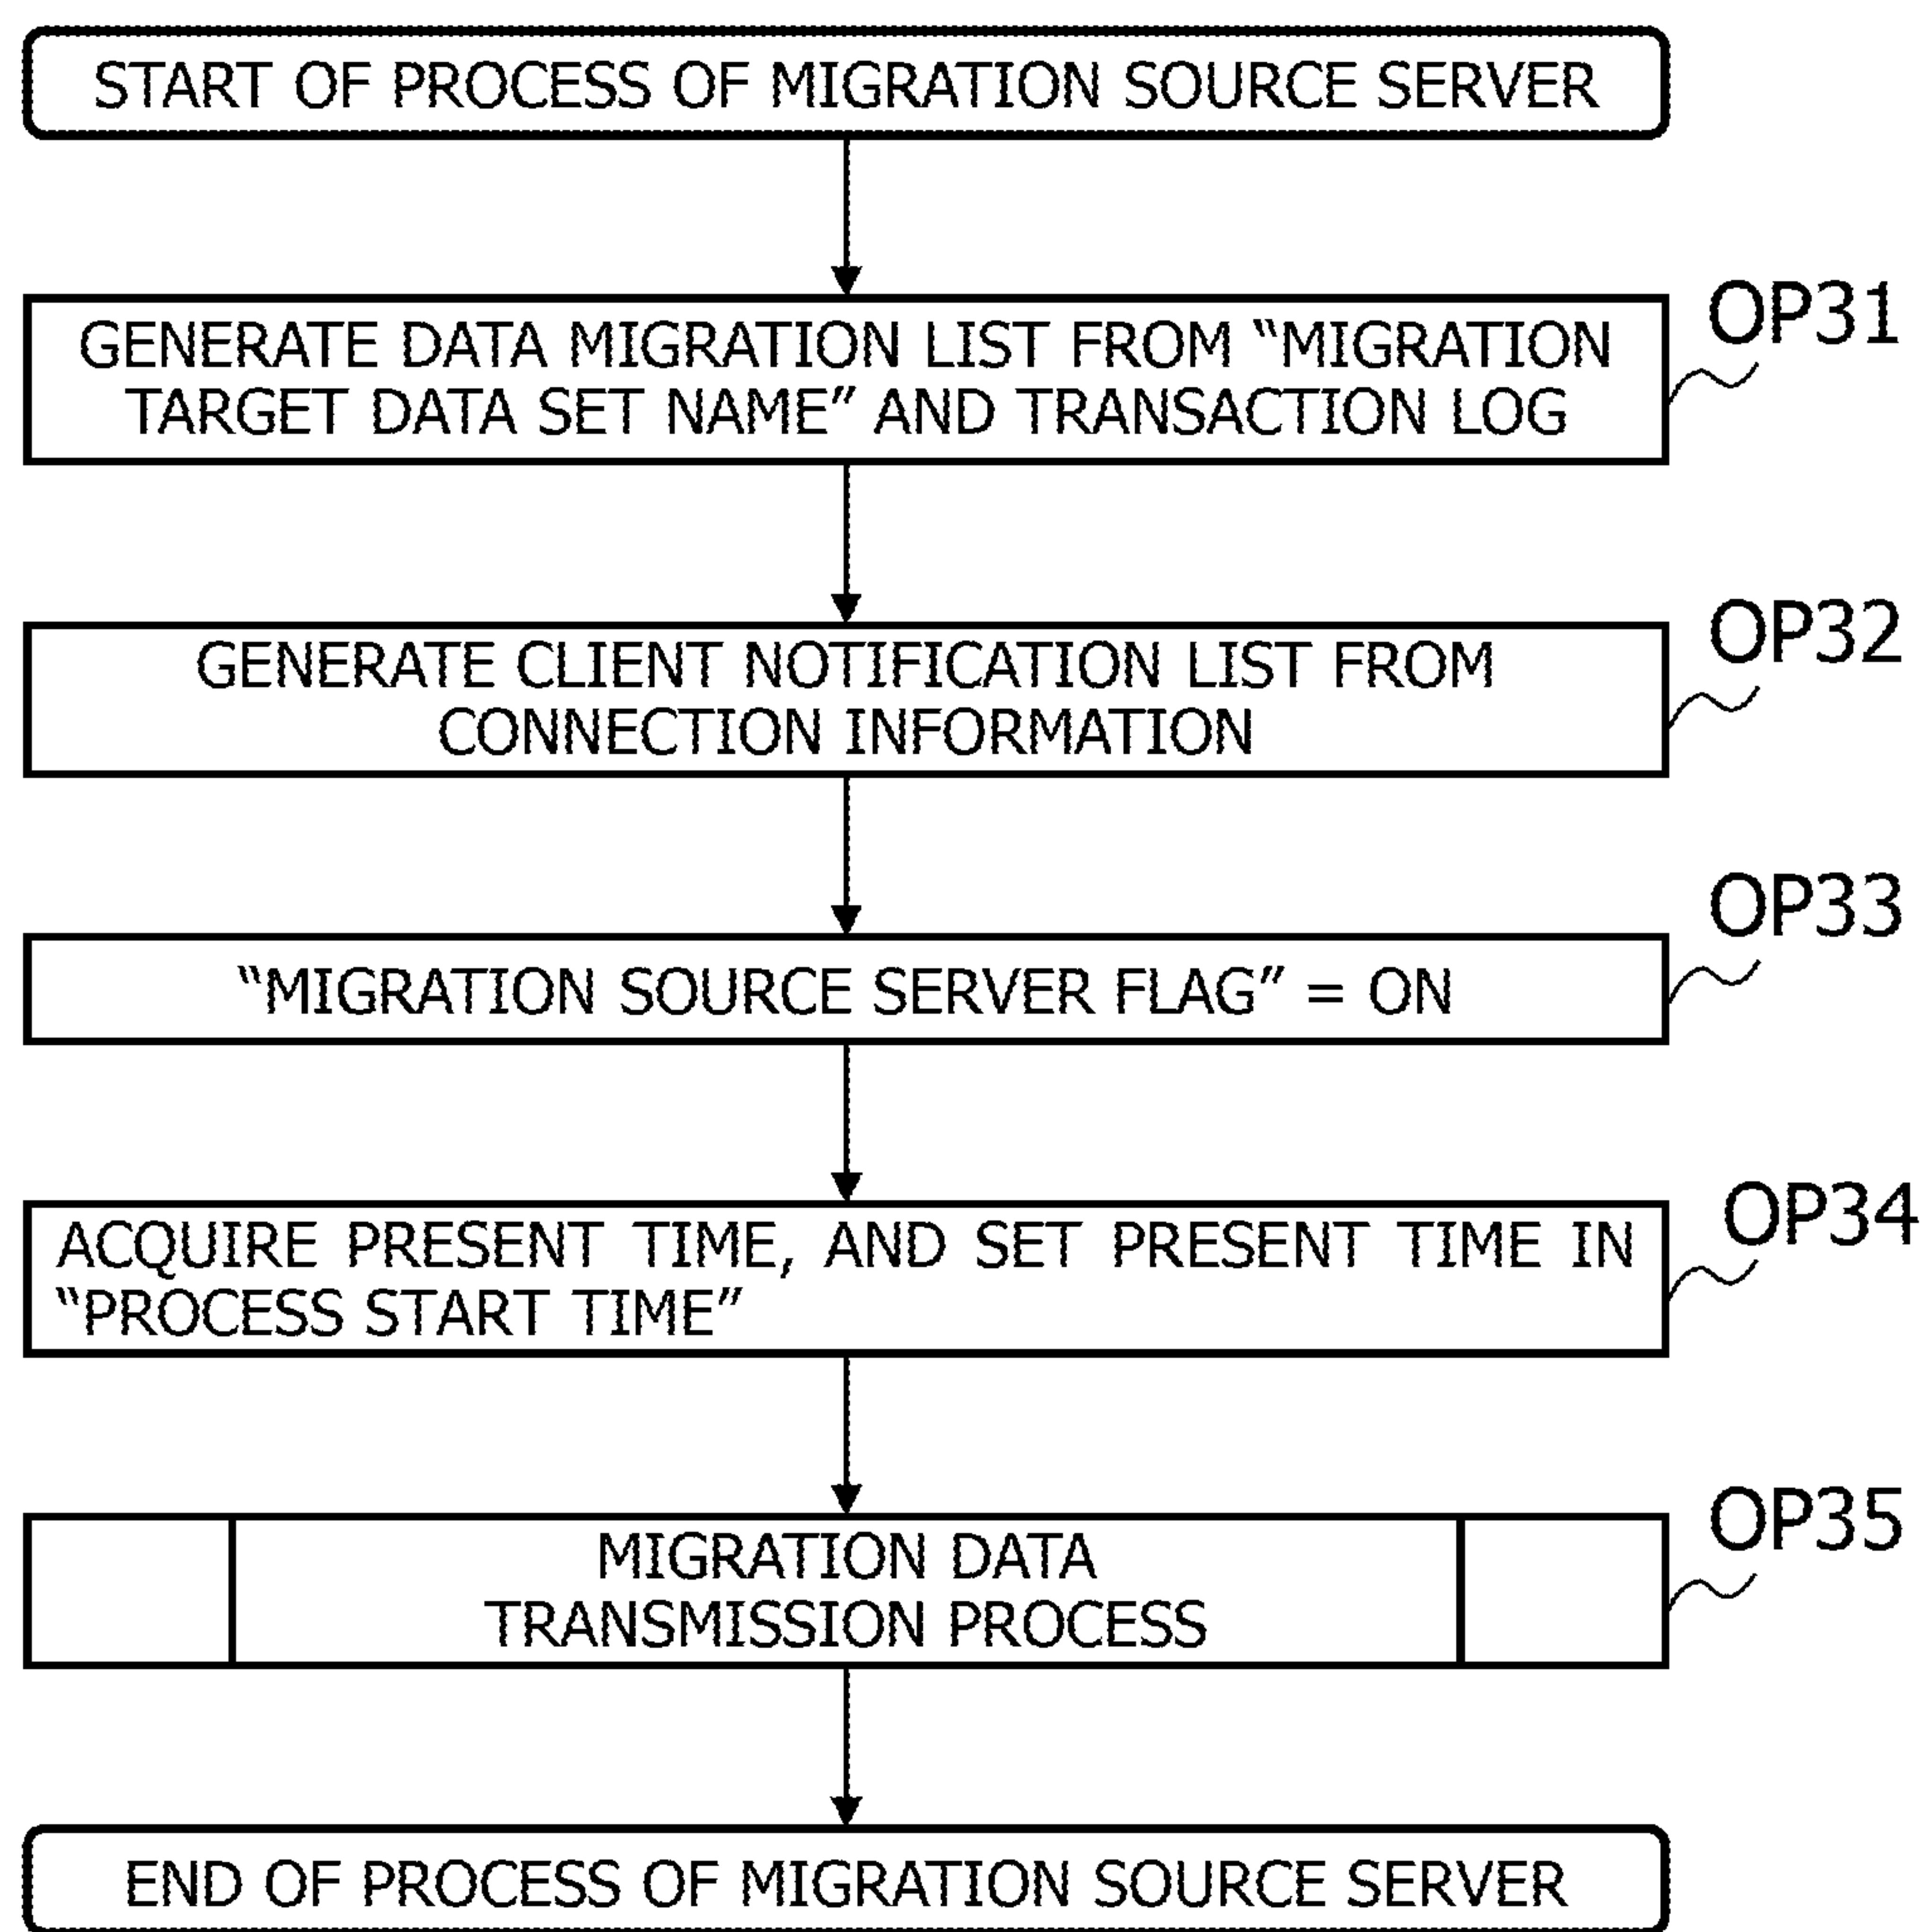 START OF PROCESS OF MIGRATION SOURCE SERVER
OP31
GENERATE DATA MIGRATION LIST FROM “MIGRATION
TARGET DATA SET NAME” AND TRANSACTION LOG
OP32
GENERATE CLIENT NOTIFICATION LIST FROM
CONNECTION INFORMATION
OP33
“MIGRATION SOURCE SERVER FLAG” = ON
OP34
ACQUIRE PRESENT TIME, AND SET PRESENT TIME IN
“PROCESS START TIME”
OP35
MIGRATION DATA
TRANSMISSION PROCESS
END OF PROCESS OF MIGRATION SOURCE SERVER